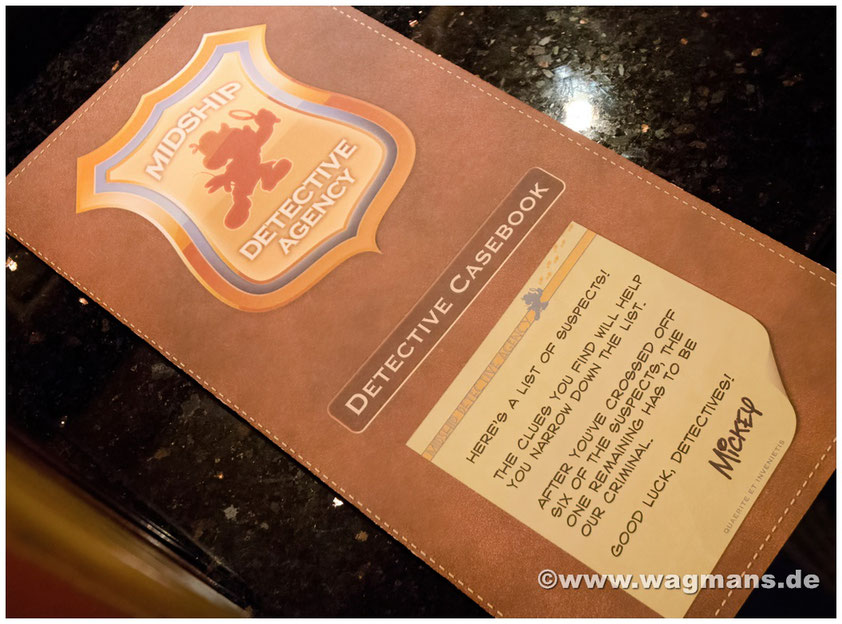 MIDSHIP
DETECTIVE
AGENCY
DETECTIVE CASEBOOK
HERE'S A LIST OF SUSPECTS!
THE CLUES YOU FIND WILL HELP
YOU NARROW DOWN THE LIST.
AFTER YOU'VE CROSSED OFF
SIX OF THE SUSPECTS, THE
ONE REMAINING HAS TO BE
OUR CRIMINAL.
GOOD LUCK, DETECTIVES!
MICKEY
QUAERITE ET INVENIETIS
©www.wagmans.de